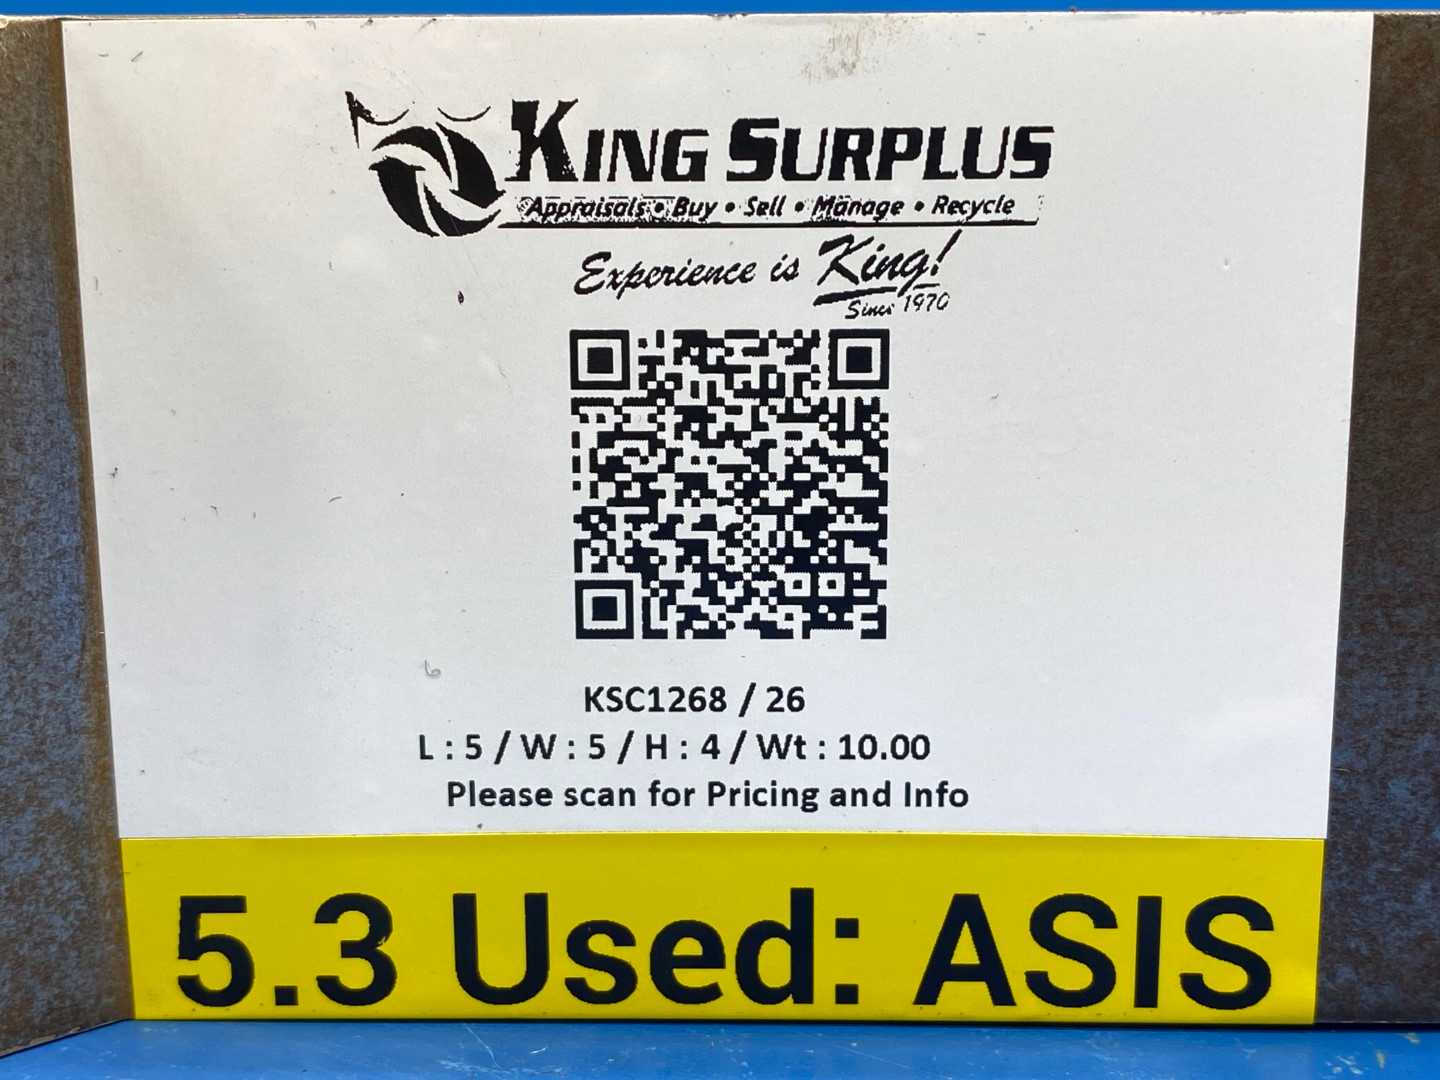 KING SURPLUS
Appraisals • Buy • Sell • Manage • Recycle
Experience is King!
Since 1970
KSC1268 / 26
L : 5 / W : 5 / H : 4 / Wt : 10.00
Please scan for Pricing and Info
5.3 Used: ASIS